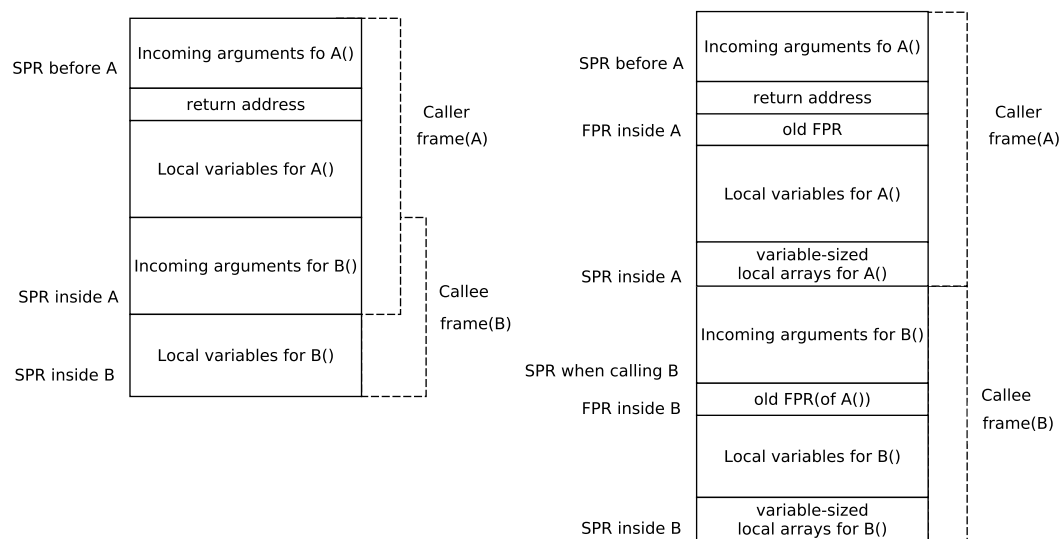 Incoming arguments fo A()
SPR before A
return address
Caller
frame(A)
Local variables for A()
Incoming arguments for B()
SPR inside A
Callee
frame(B)
Local variables for B()
SPR inside B
Incoming arguments fo A()
SPR before A
return address
Caller
frame(A)
FPR inside A
old FPR
Local variables for A()
variable-sized
local arrays for A()
SPR inside A
Incoming arguments for B()
SPR when calling B
Callee
frame(B)
FPR inside B
old FPR(of A())
Local variables for B()
variable-sized
local arrays for B()
SPR inside B